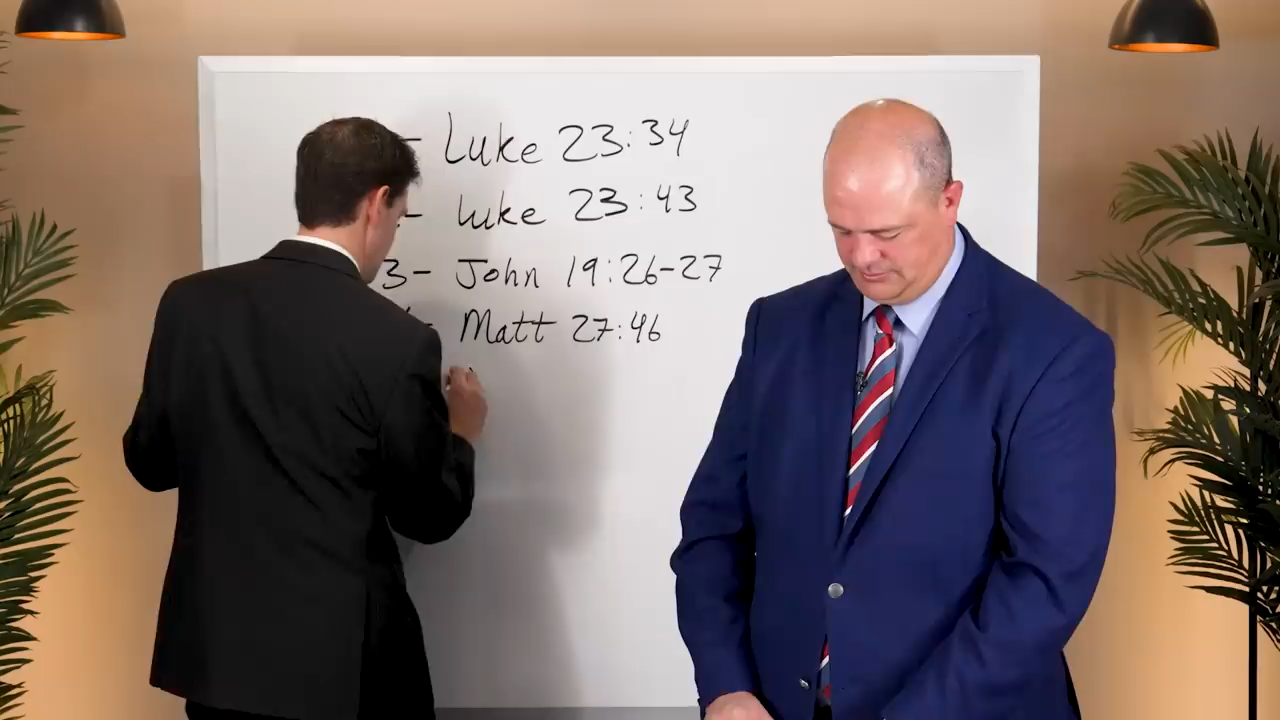 - Luke 23:34
- Luke 23:43
3- John 19:26-27
- Matt 27:46